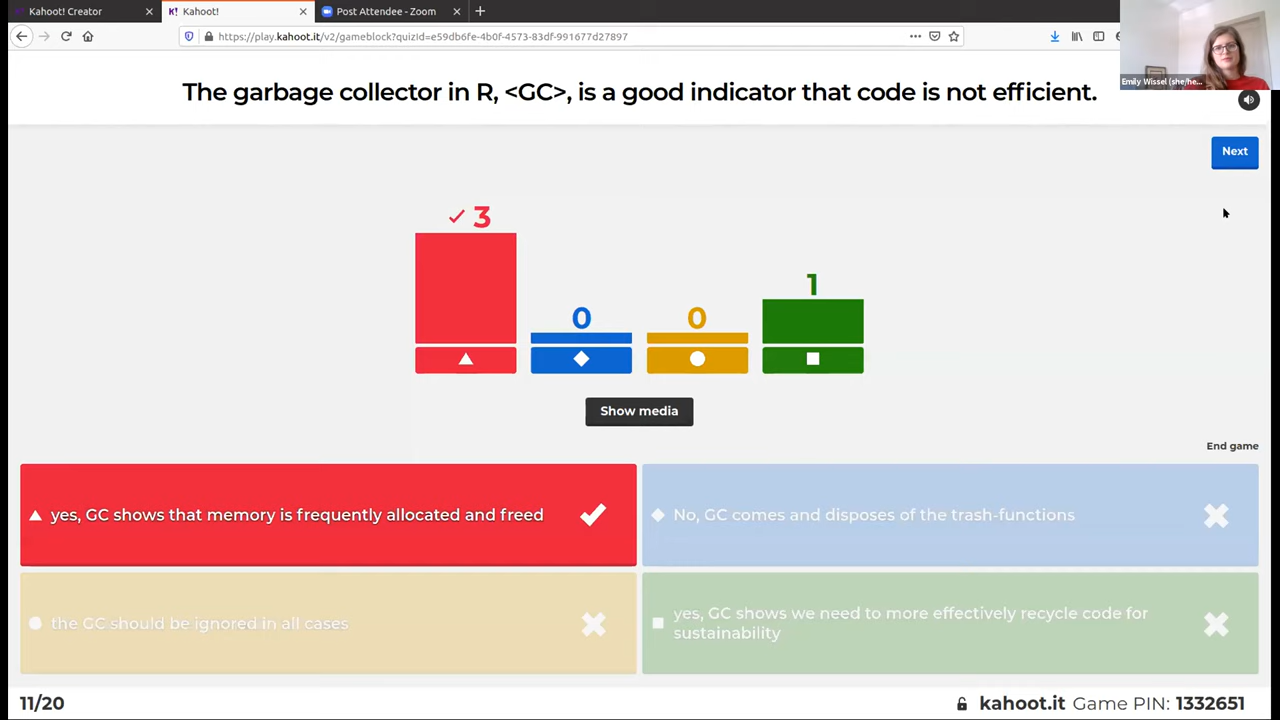 Kahoot! Creator
K! Kahoot!
Post Attendee - Zoom
https://play.kahoot.it/v2/gameblock?quizId=e59db6fe-4b0f-4573-83df-991677d27897
Emily Wissel (she/he...
The garbage collector in R, <GC>, is a good indicator that code is not efficient.
Next
3
0
0
1
Show media
End game
yes, GC shows that memory is frequently allocated and freed
No, GC comes and disposes of the trash-functions
the GC should be ignored in all cases
yes, GC shows we need to more effectively recycle code for
sustainability
11/20
kahoot.it Game PIN: 1332651